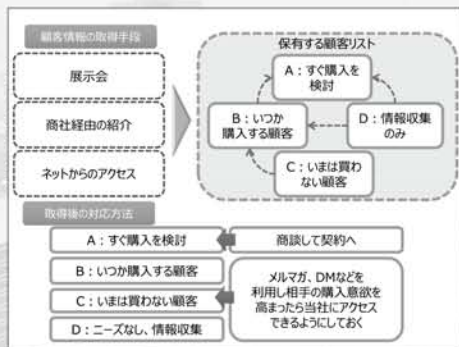 顧客情報の取得手段
展示会
商社経由の紹介
ネットからのアクセス
保有する顧客リスト
A：すぐ購入を
検討
B：いつか
購入する顧客
D：情報収集
のみ
C：いまは買わ
ない顧客
取得後の対応方法
A：すぐ購入を検討
商談して契約へ
B：いつか購入する顧客
C：いまは買わない顧客
D：ニーズなし、情報収集
メルマガ、DMなどを
利用し相手の購入意欲を
高まったら当社にアクセス
できるようにしておく